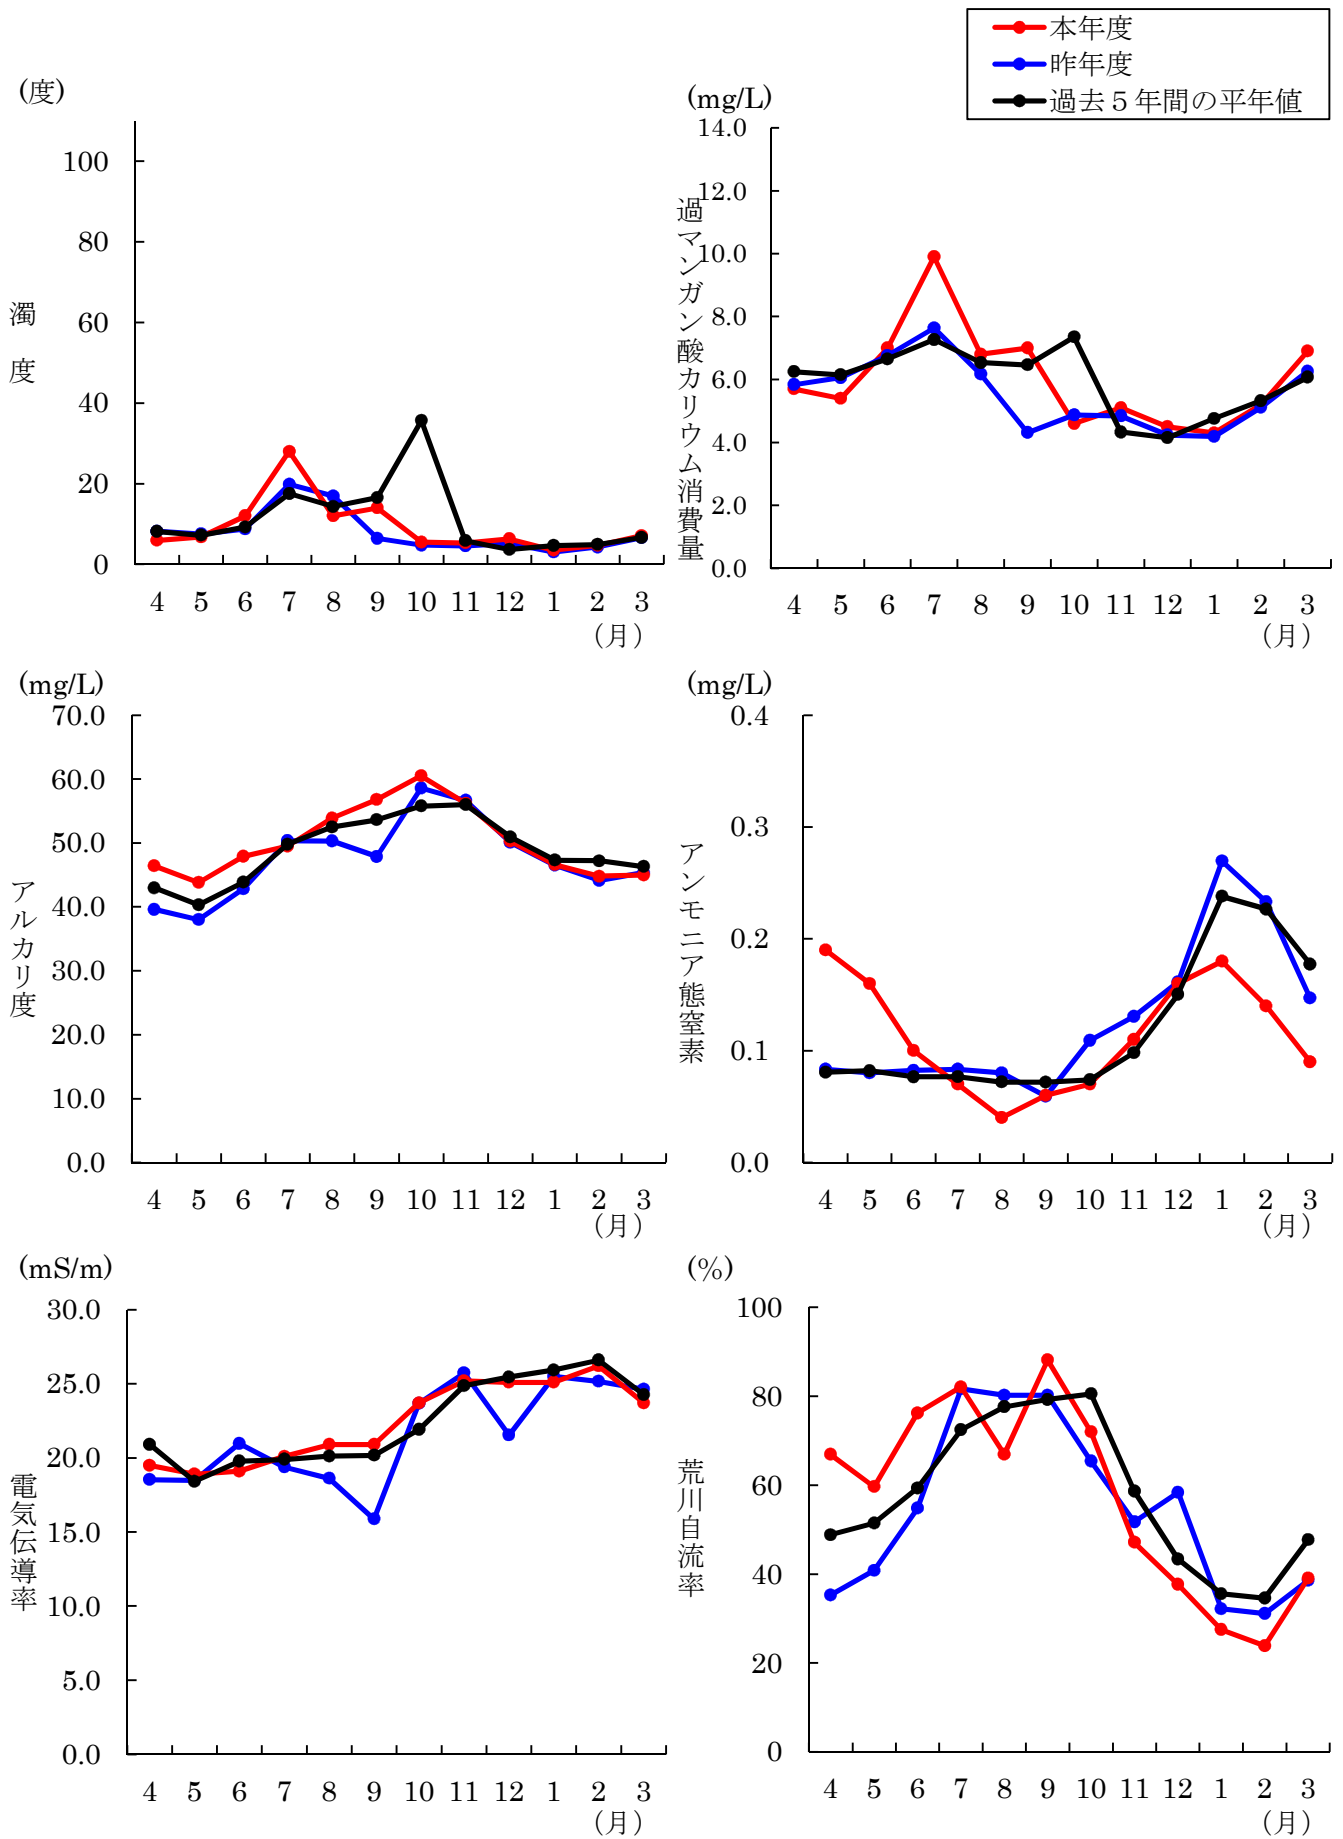 本年度
昨年度
過去５年間の平年値
(度)
100
80
60
40
20
0
濁度
4 5 6 7 8 9 10 11 12 1 2 3
（月）
(mg/L)
14.0
12.0
10.0
8.0
6.0
4.0
2.0
0.0
過マンガン酸カリウム消費量
4 5 6 7 8 9 10 11 12 1 2 3
（月）
(mg/L)
70.0
60.0
50.0
40.0
30.0
20.0
10.0
0.0
アルカリ度
4 5 6 7 8 9 10 11 12 1 2 3
（月）
(mg/L)
0.4
0.3
0.2
0.1
0.0
アンモニア態窒素
4 5 6 7 8 9 10 11 12 1 2 3
（月）
(mS/m)
30.0
25.0
20.0
15.0
10.0
5.0
0.0
電気伝導率
4 5 6 7 8 9 10 11 12 1 2 3
（月）
(%)
100
80
60
40
20
0
荒川自流率
4 5 6 7 8 9 10 11 12 1 2 3
（月）